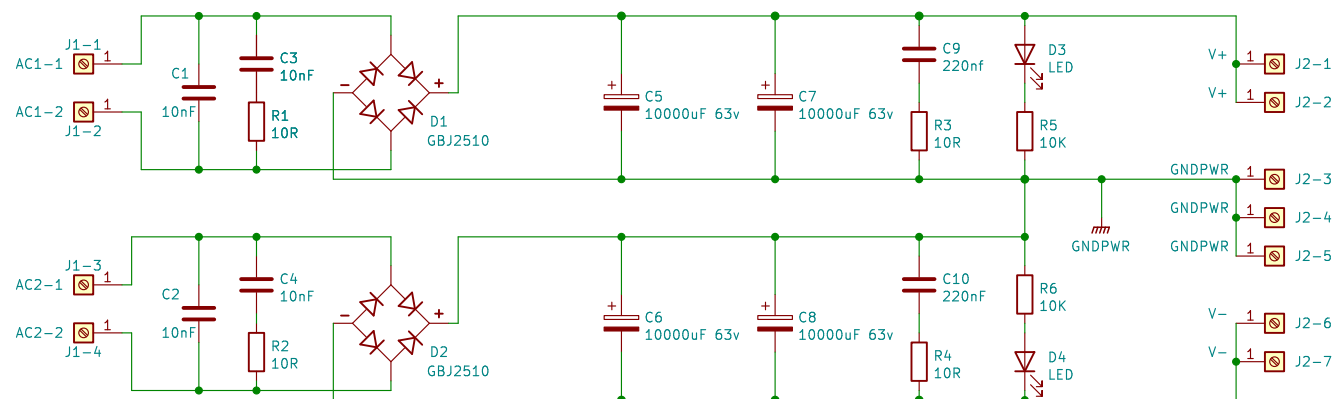 J1-1
AC1-1
1
AC1-2
1
J1-2
C1
10nF
C3
10nF
R1
10R
-
+
D1
GBJ2510
+
C5
10000uF 63v
+
C7
10000uF 63v
C9
220nf
R3
10R
D3
LED
R5
10K
V+
1
J2-1
V+
1
J2-2
GNDPWR
1
J2-3
GNDPWR
1
J2-4
GNDPWR
1
J2-5
GNDPWR
J1-3
AC2-1
1
AC2-2
1
J1-4
C2
10nF
C4
10nF
R2
10R
-
+
D2
GBJ2510
+
C6
10000uF 63v
+
C8
10000uF 63v
C10
220nF
R4
10R
R6
10K
D4
LED
V-
1
J2-6
V-
1
J2-7